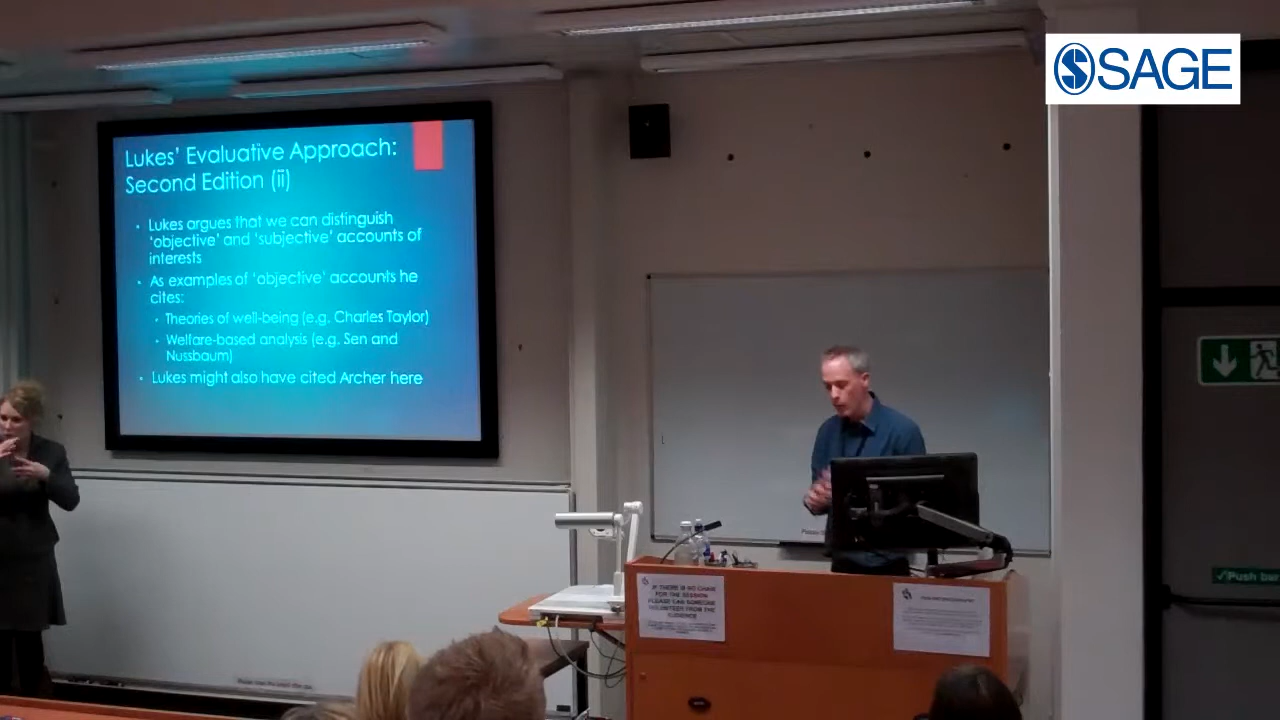 SAGE
Lukes' Evaluative Approach:
Second Edition (ii)
• Lukes argues that we can distinguish
'objective' and 'subjective' accounts of
interests
• As examples of 'objective' accounts he
cites:
• Theories of well-being (e.g. Charles Taylor)
• Welfare-based analysis (e.g. Sen and
Nussbaum)
• Lukes might also have cited Archer here
IF THERE IS NO CHAIR
FOR THE SESSION
PLEASE CAN SOMEONE
VOLUNTEER FROM THE
AUDIENCE
Push bar